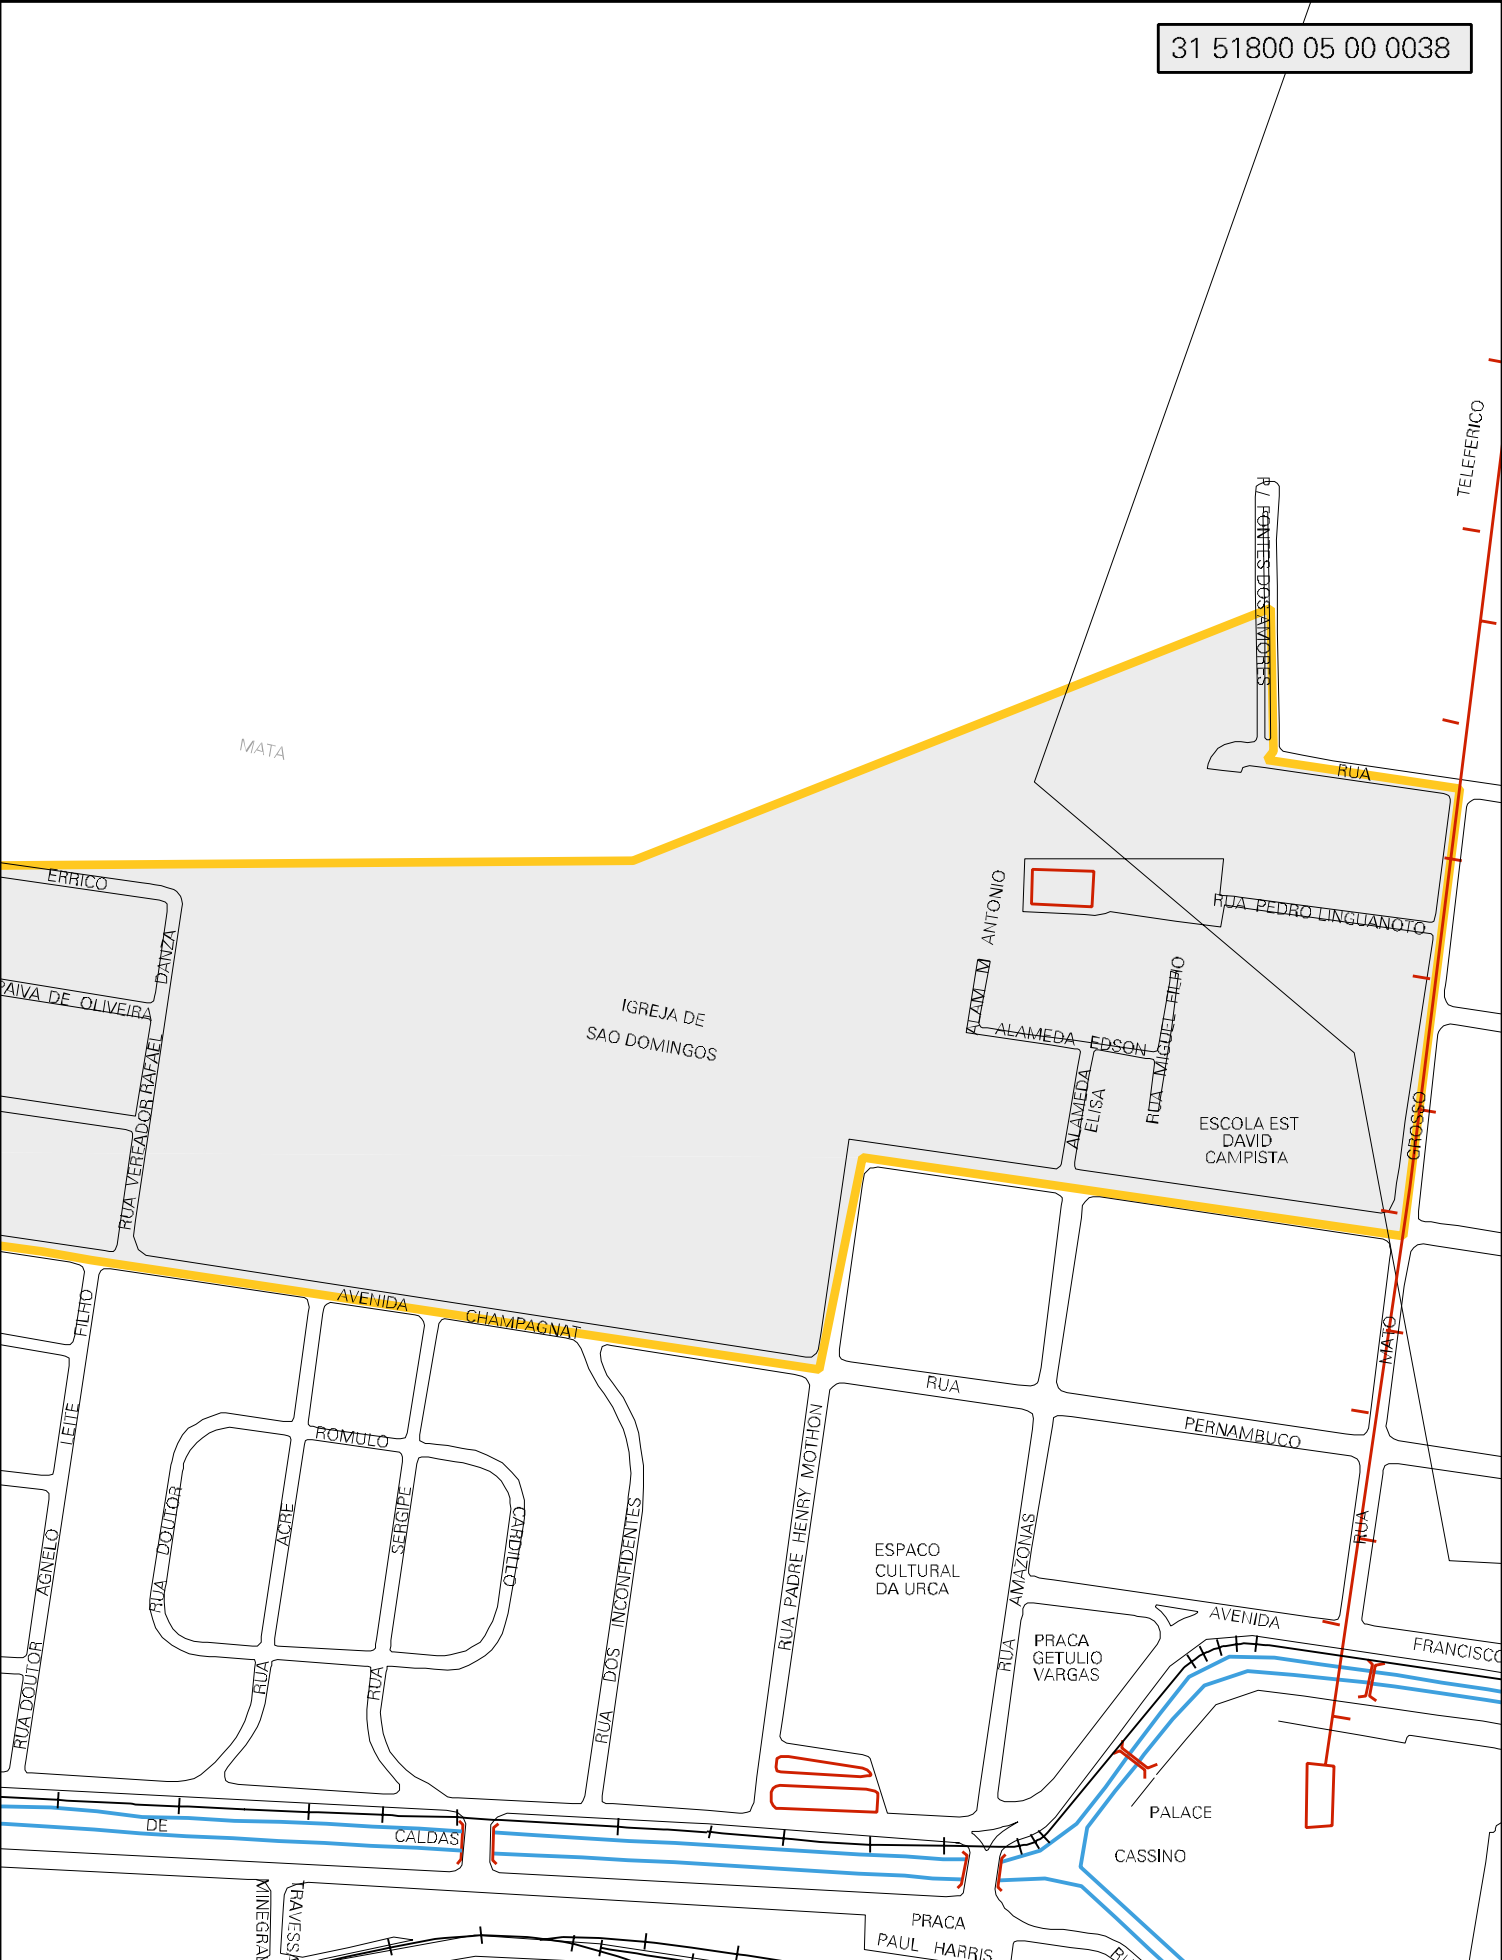 31 51800 05 00 0038
TELEFERICO
P/ FONTES DOS AMORES
MATA
RUA
ERRICO
DANZA
ALAM M ANTONIO
RUA PEDRO LINGUANOTO
PAIVA DE OLIVEIRA
IGREJA DE
SAO DOMINGOS
ALAMEDA EDSON
RUA MIGUEL FILHO
ALAMEDA
ELISA
RUA VEREADOR RAFAEL
ESCOLA EST
DAVID
CAMPISTA
GROSSO
AVENIDA CHAMPAGNAT
FILHO
MATO
RUA
PERNAMBUCO
LEITE
ROMULO
RUA DOUTOR
ACRE
SERGIPE
CARDILLO
RUA DOS INCONFIDENTES
RUA PADRE HENRY MOTHON
ESPACO
CULTURAL
DA URCA
AMAZONAS
RUA
RUA
AGNELO
RUA DOUTOR
RUA
RUA
PRACA
GETULIO
VARGAS
AVENIDA
FRANCISCO
DE
CALDAS
PALACE
CASSINO
TRAVESSA
PRACA
PAUL HARRIS